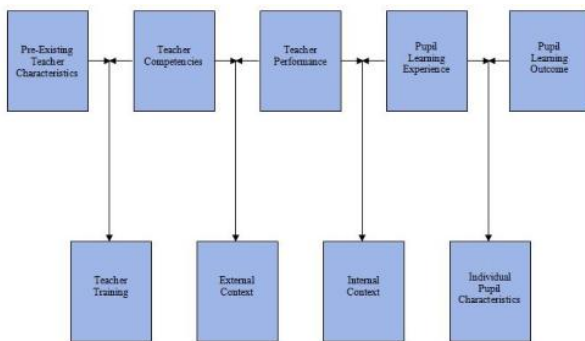 Pre-Existing
Teacher
Characteristics
Teacher
Competencies
Teacher
Performance
Pupil
Learning
Experience
Pupil
Learning
Outcome
Teacher
Training
External
Context
Internal
Context
Individual
Pupil
Characteristics